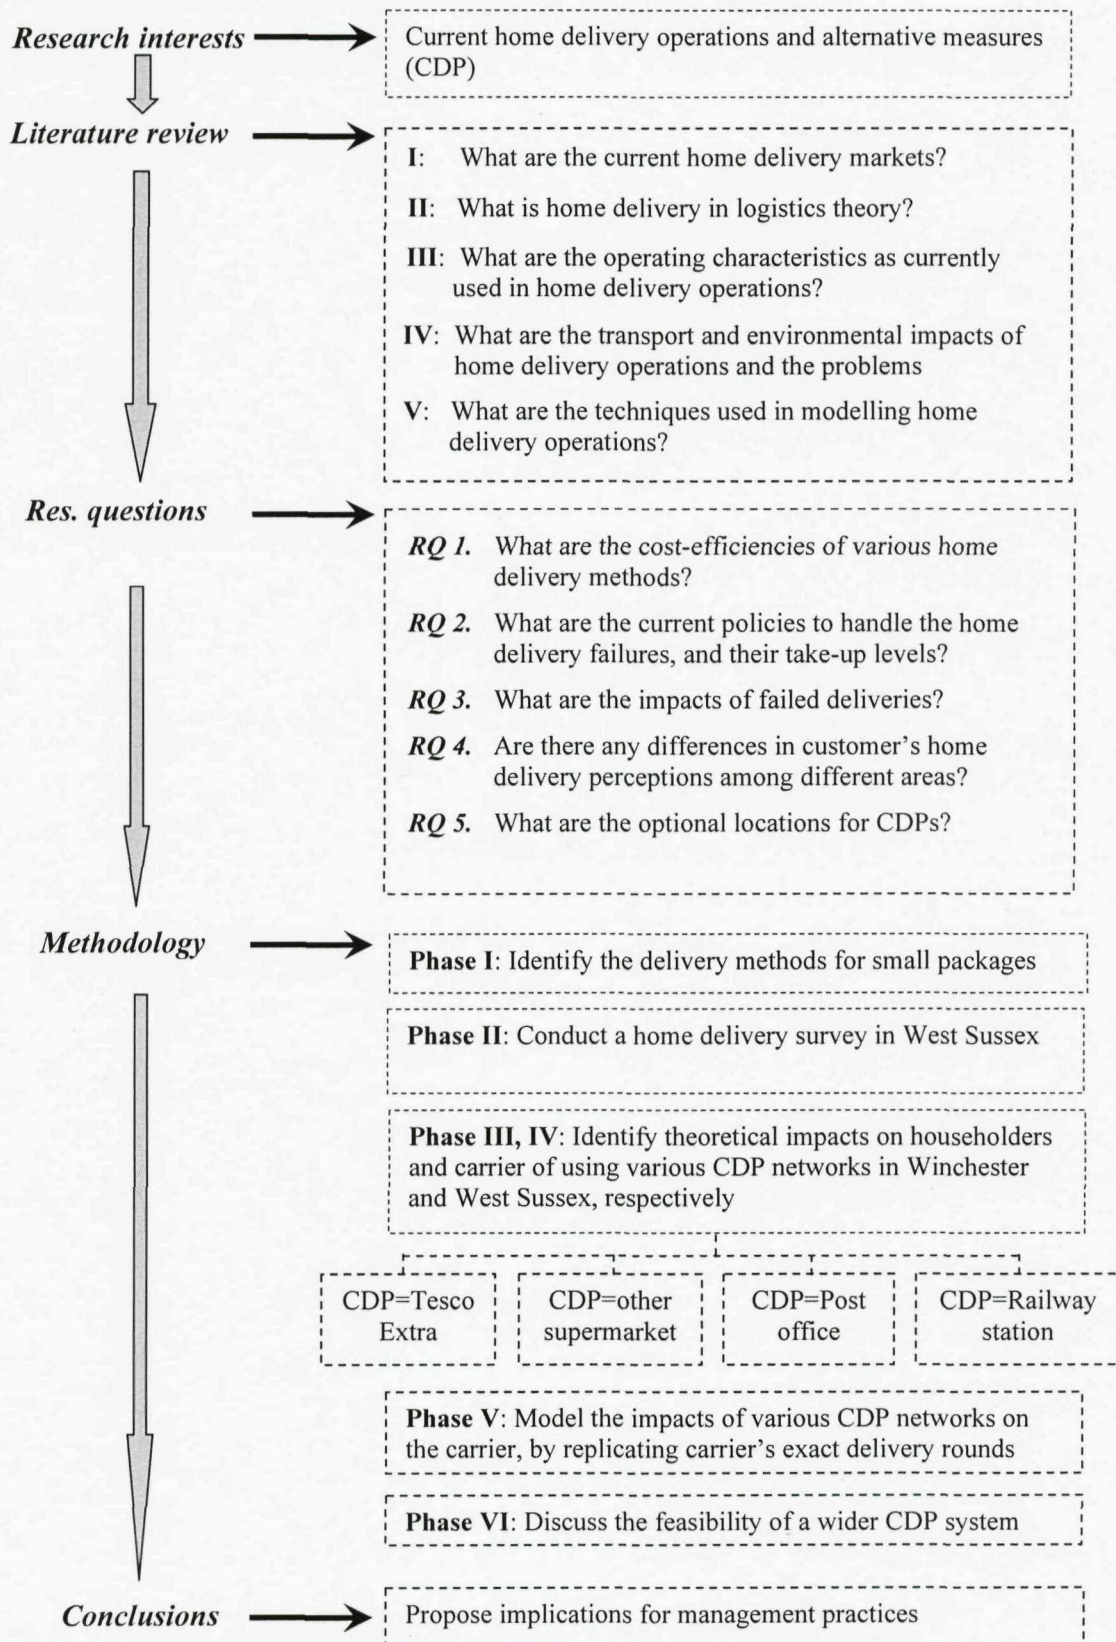 Research interests
Current home delivery operations and alternative measures
(CDP)
Literature review
I: What are the current home delivery markets?
II: What is home delivery in logistics theory?
III: What are the operating characteristics as currently
used in home delivery operations?
IV: What are the transport and environmental impacts of
home delivery operations and the problems
V: What are the techniques used in modelling home
delivery operations?
Res. questions
RQ 1. What are the cost-efficiencies of various home
delivery methods?
RQ 2. What are the current policies to handle the home
delivery failures, and their take-up levels?
RQ 3. What are the impacts of failed deliveries?
RQ 4. Are there any differences in customer's home
delivery perceptions among different areas?
RQ 5. What are the optional locations for CDPs?
Methodology
Phase I: Identify the delivery methods for small packages
Phase II: Conduct a home delivery survey in West Sussex
Phase III, IV: Identify theoretical impacts on householders
and carrier of using various CDP networks in Winchester
and West Sussex, respectively
CDP=Tesco
Extra
CDP=other
supermarket
CDP=Post
office
CDP=Railway
station
Phase V: Model the impacts of various CDP networks on
the carrier, by replicating carrier's exact delivery rounds
Phase VI: Discuss the feasibility of a wider CDP system
Conclusions
Propose implications for management practices